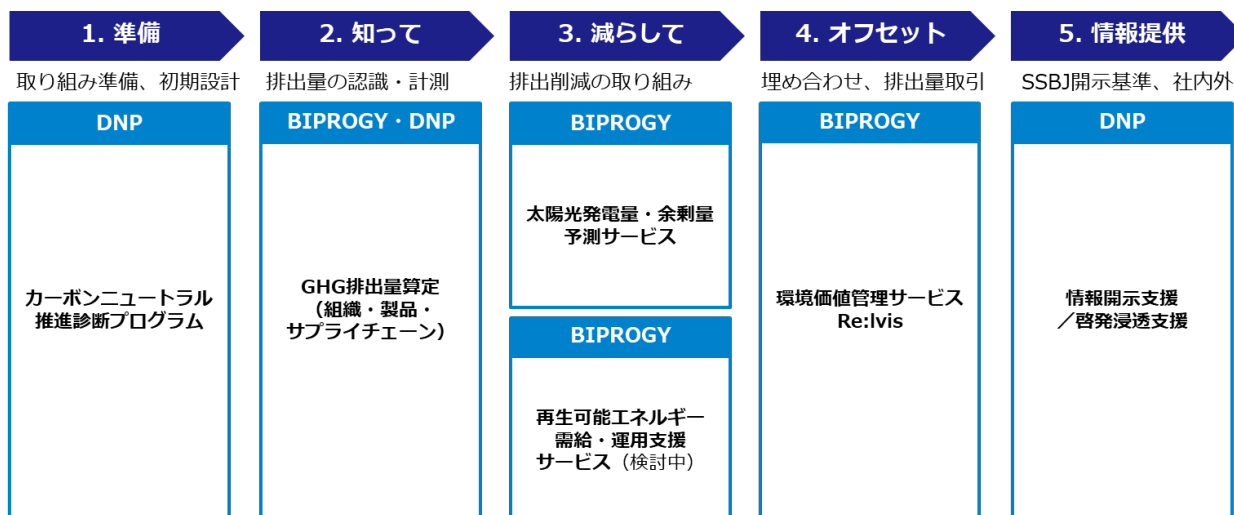 1. 準備
取り組み準備、初期設計
DNP
カーボンニュートラル
推進診断プログラム
2. 知って
排出量の認識・計測
BIPROGY・DNP
GHG排出量算定
（組織・製品・
サプライチェーン）
3. 減らして
排出削減の取り組み
BIPROGY
太陽光発電量・余剰量
予測サービス
BIPROGY
再生可能エネルギー
需給・運用支援
サービス（検討中）
4. オフセット
埋め合わせ、排出量取引
BIPROGY
環境価値管理サービス
Re:lvis
5. 情報提供
SSBJ開示基準、社内外
DNP
情報開示支援
／啓発浸透支援